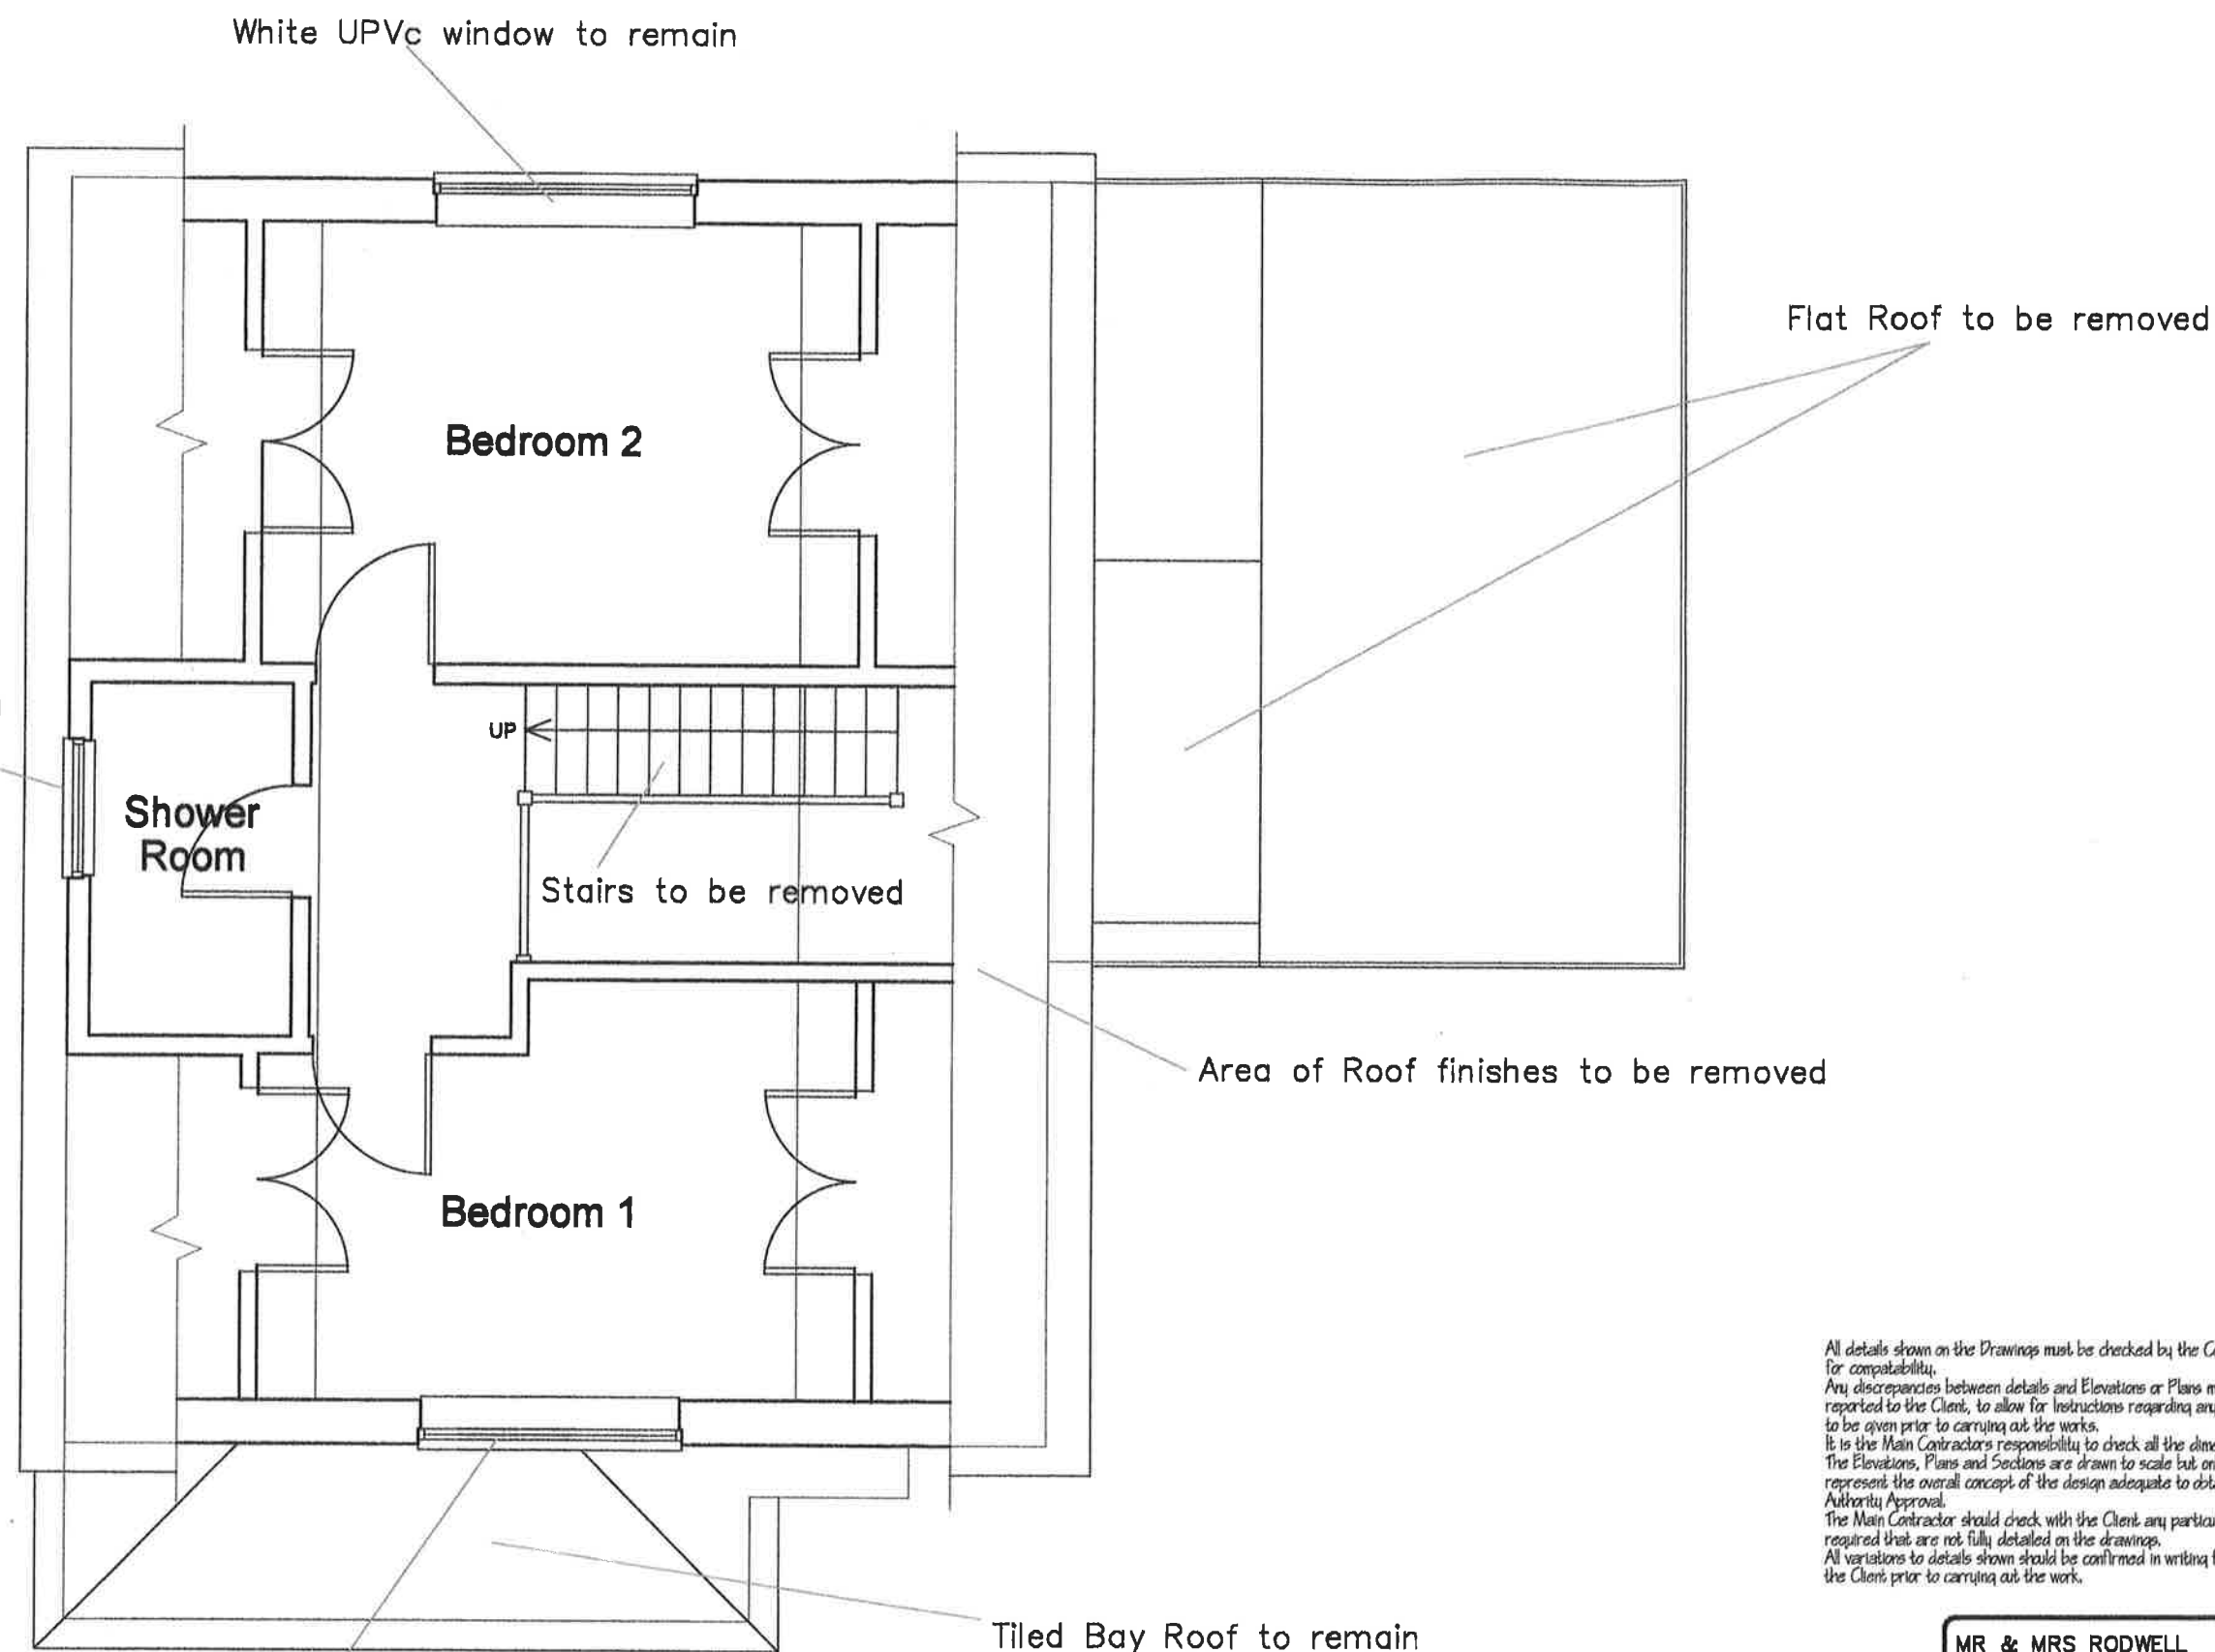 White UPVc window to remain
Flat Roof to be removed
Bedroom 2
UP
Shower
Room
Stairs to be removed
Area of Roof finishes to be removed
Bedroom 1
All details shown on the Drawings must be checked by the
for compatability.
Any discrepancies between details and Elevations or Plans
reported to the Client, to allow for Instructions regarding
to be given prior to carrying out the works.
It is the Main Contractors responsibility to check all the
The Elevations, Plans and Sections are drawn to scale but
represent the overall concept of the design adequate to
Authority Approval.
The Main Contractor should check with the Client any
required that are not fully detailed on the drawings.
All variations to details shown should be confirmed in writing
the Client prior to carrying out the work.
Tiled Bay Roof to remain
MR & MRS RODWELL